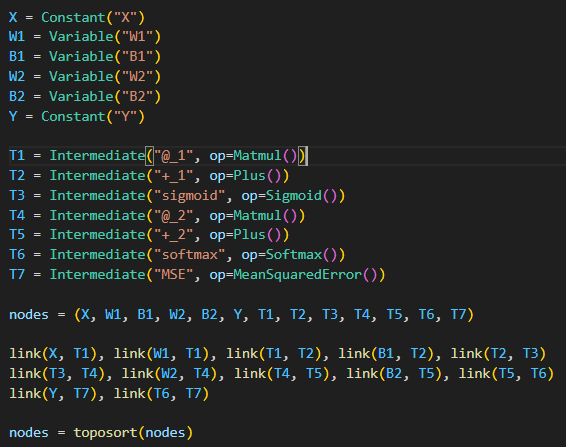 X = Constant("X")
W1 = Variable("W1")
B1 = Variable("B1")
W2 = Variable("W2")
B2 = Variable("B2")
Y = Constant("Y")
T1 = Intermediate("@_1", op=Matmul())
T2 = Intermediate("+_1", op=Plus())
T3 = Intermediate("sigmoid", op=Sigmoid())
T4 = Intermediate("@_2", op=Matmul())
T5 = Intermediate("+_2", op=Plus())
T6 = Intermediate("softmax", op=Softmax())
T7 = Intermediate("MSE", op=MeanSquaredError())
nodes = (X, W1, B1, W2, B2, Y, T1, T2, T3, T4, T5, T6, T7)
link(X, T1), link(W1, T1), link(T1, T2), link(B1, T2), link(T2, T3)
link(T3, T4), link(W2, T4), link(T4, T5), link(B2, T5), link(T5, T6)
link(Y, T7), link(T6, T7)
nodes = toposort(nodes)